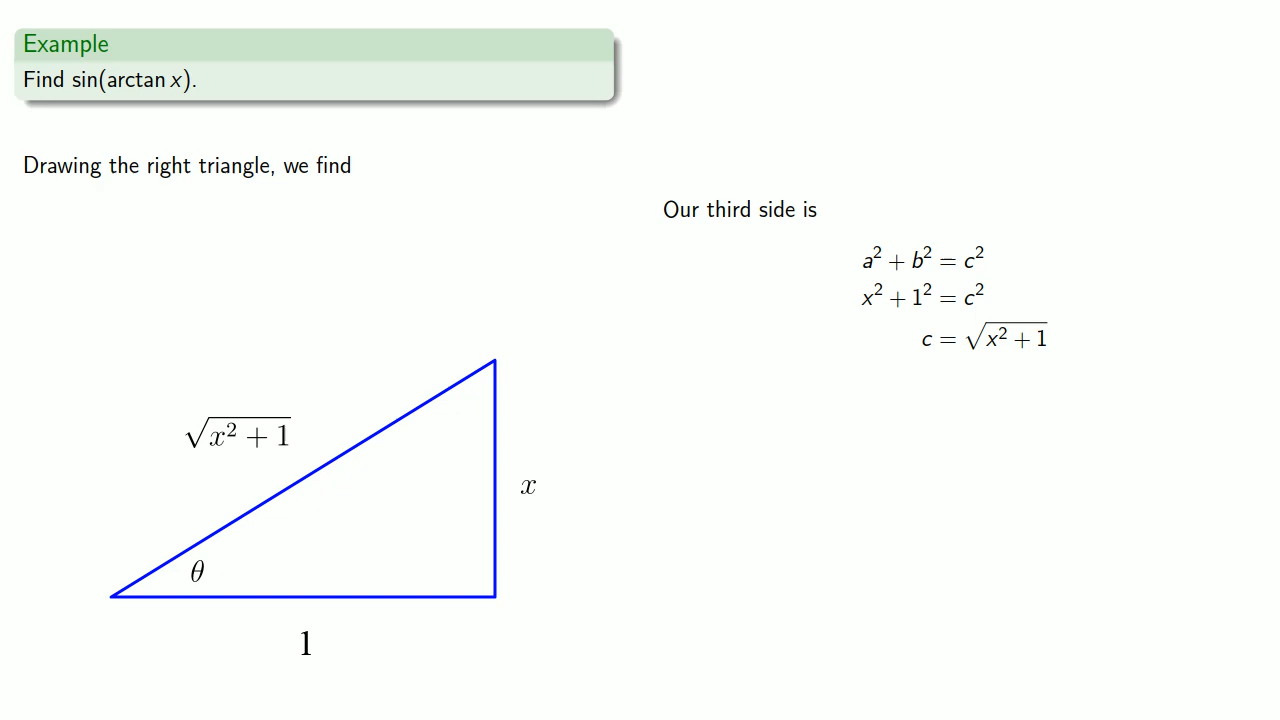 Example
Find sin(arctan x).
Drawing the right triangle, we find
Our third side is
a² + b² = c²
x² + 1² = c²
c = √(x² + 1)
√(x² + 1)
x
θ
1